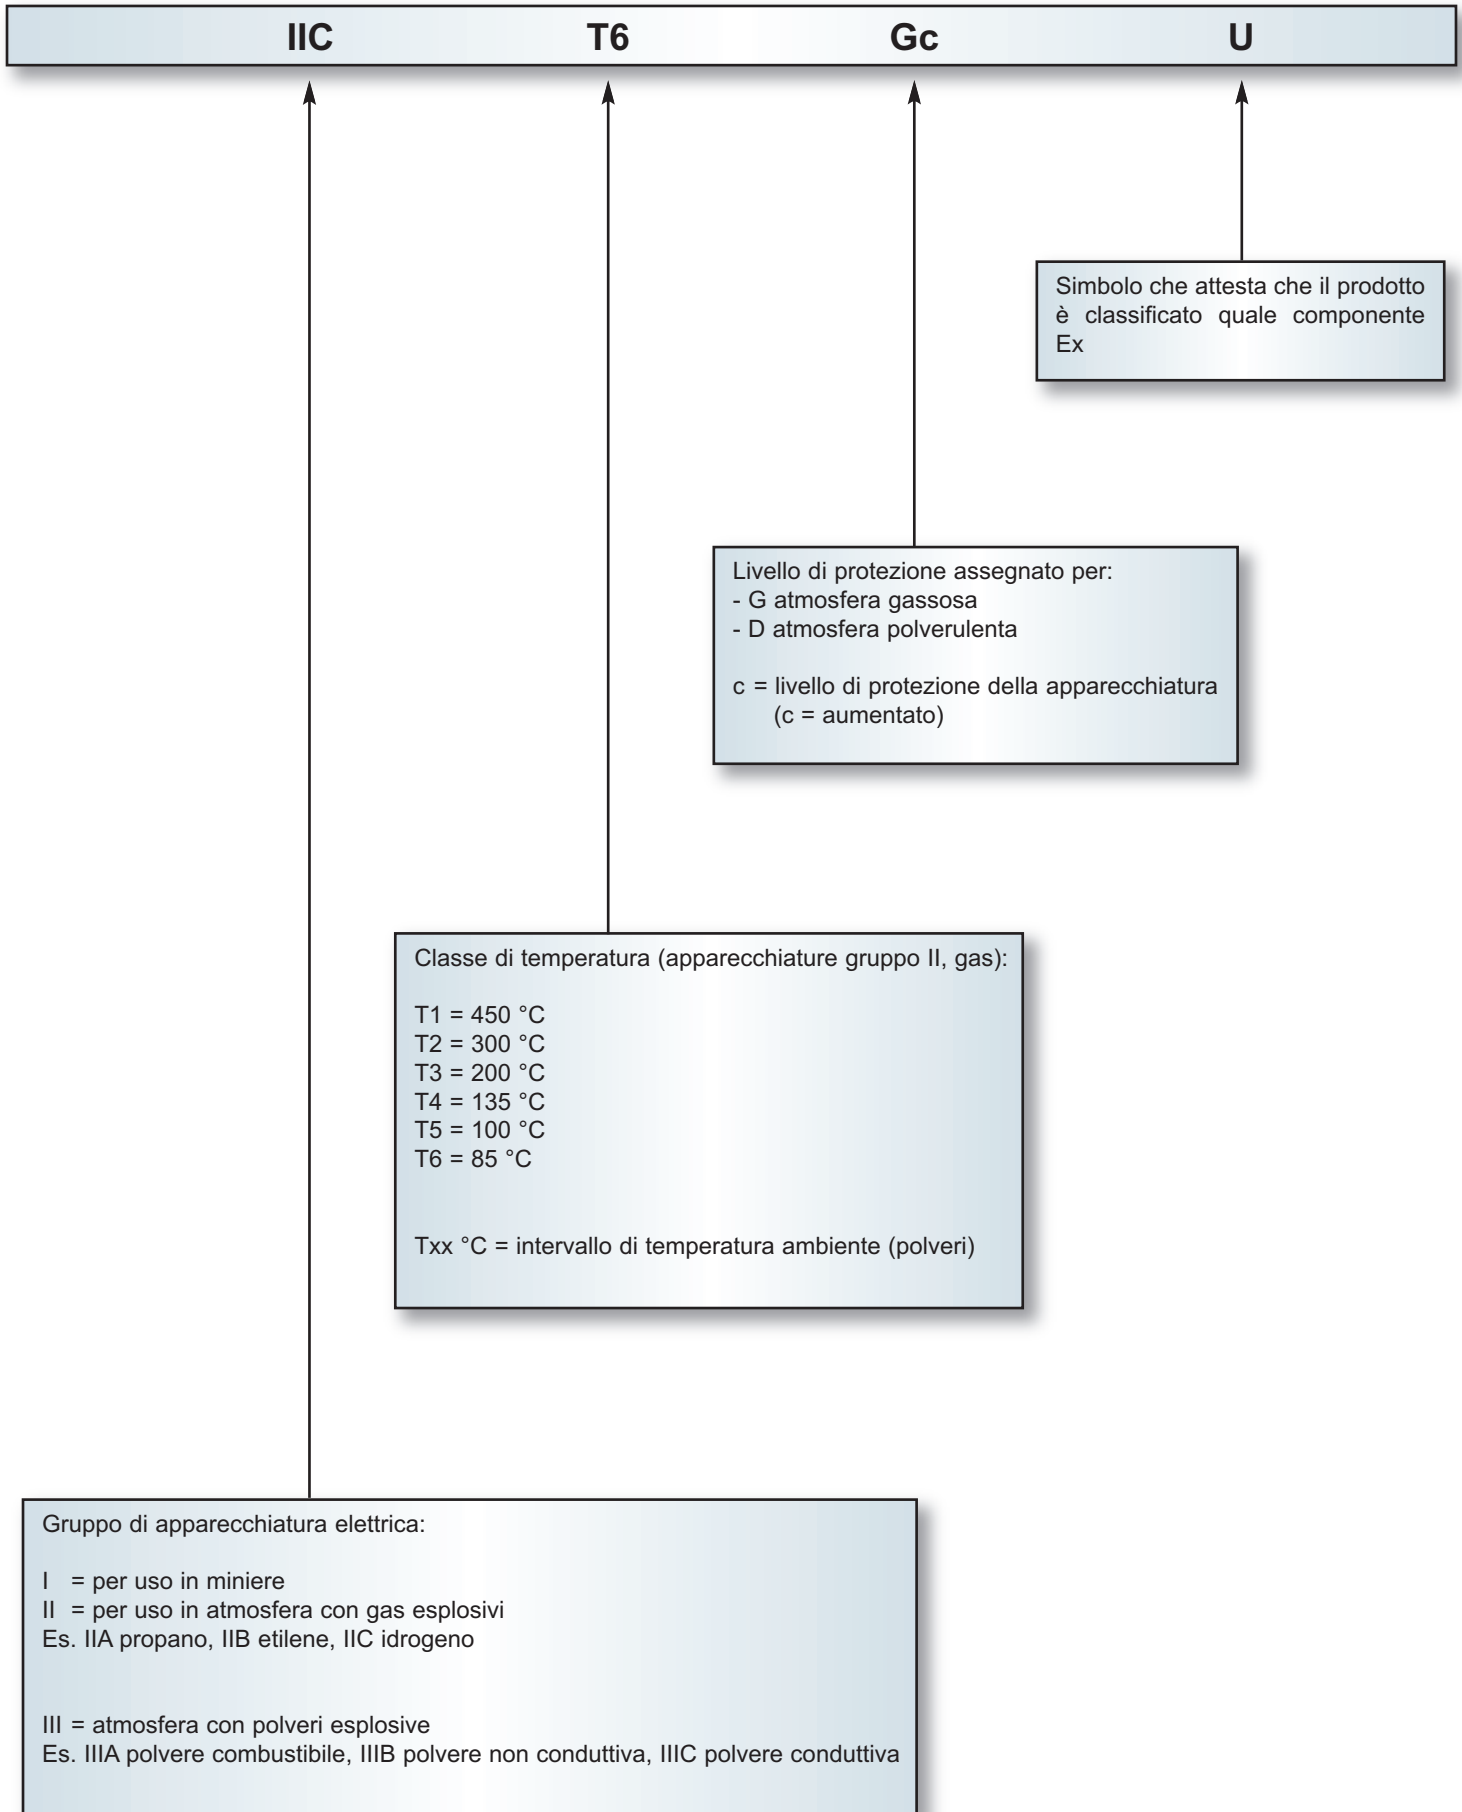 IIC T6 Gc U
Simbolo che attesta che il prodotto
è classificato quale componente
Ex
Livello di protezione assegnato per:
- G atmosfera gassosa
- D atmosfera polverulenta
c = livello di protezione della apparecchiatura
(c = aumentato)
Classe di temperatura (apparecchiature gruppo II, gas):
T1 = 450 °C
T2 = 300 °C
T3 = 200 °C
T4 = 135 °C
T5 = 100 °C
T6 = 85 °C
Txx °C = intervallo di temperatura ambiente (polveri)
Gruppo di apparecchiatura elettrica:
I = per uso in miniere
II = per uso in atmosfera con gas esplosivi
Es. IIA propano, IIB etilene, IIC idrogeno
III = atmosfera con polveri esplosive
Es. IIIA polvere combustibile, IIIB polvere non conduttiva, IIIC polvere conduttiva